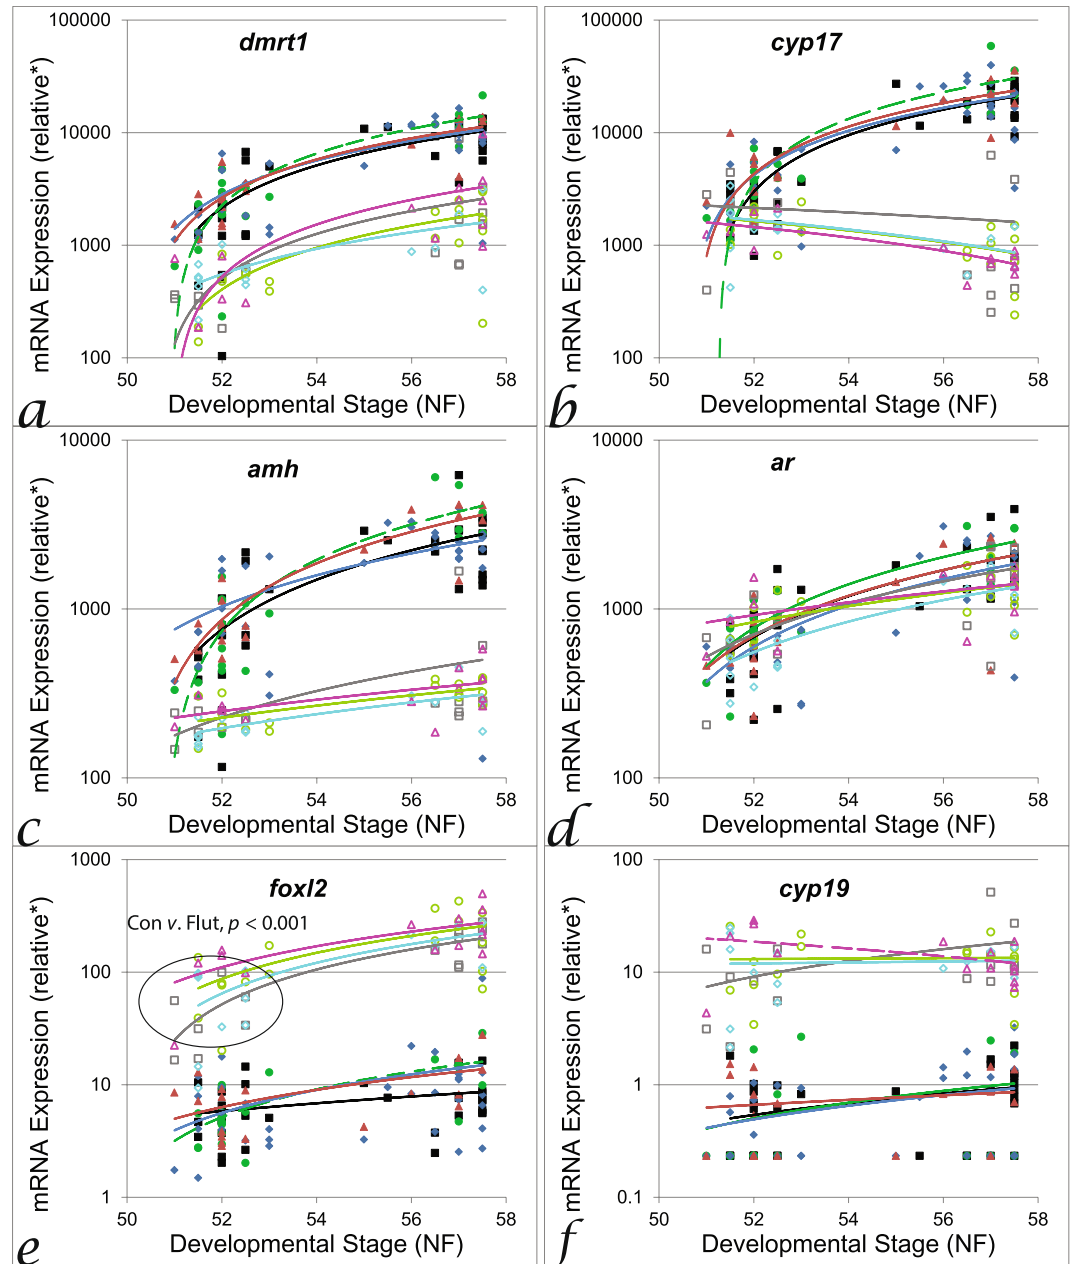 dmrt1
mRNA Expression (relative*)
100000
10000
1000
100
50 52 54 56 58
Developmental Stage (NF)
a
cyp17
mRNA Expression (relative*)
100000
10000
1000
100
50 52 54 56 58
Developmental Stage (NF)
b
amh
mRNA Expression (relative*)
10000
1000
100
50 52 54 56 58
Developmental Stage (NF)
c
ar
mRNA Expression (relative*)
10000
1000
100
50 52 54 56 58
Developmental Stage (NF)
d
foxl2
Con v. Flut, p < 0.001
mRNA Expression (relative*)
1000
100
10
1
50 52 54 56 58
Developmental Stage (NF)
e
cyp19
mRNA Expression (relative*)
100
10
1
0.1
50 52 54 56 58
Developmental Stage (NF)
f